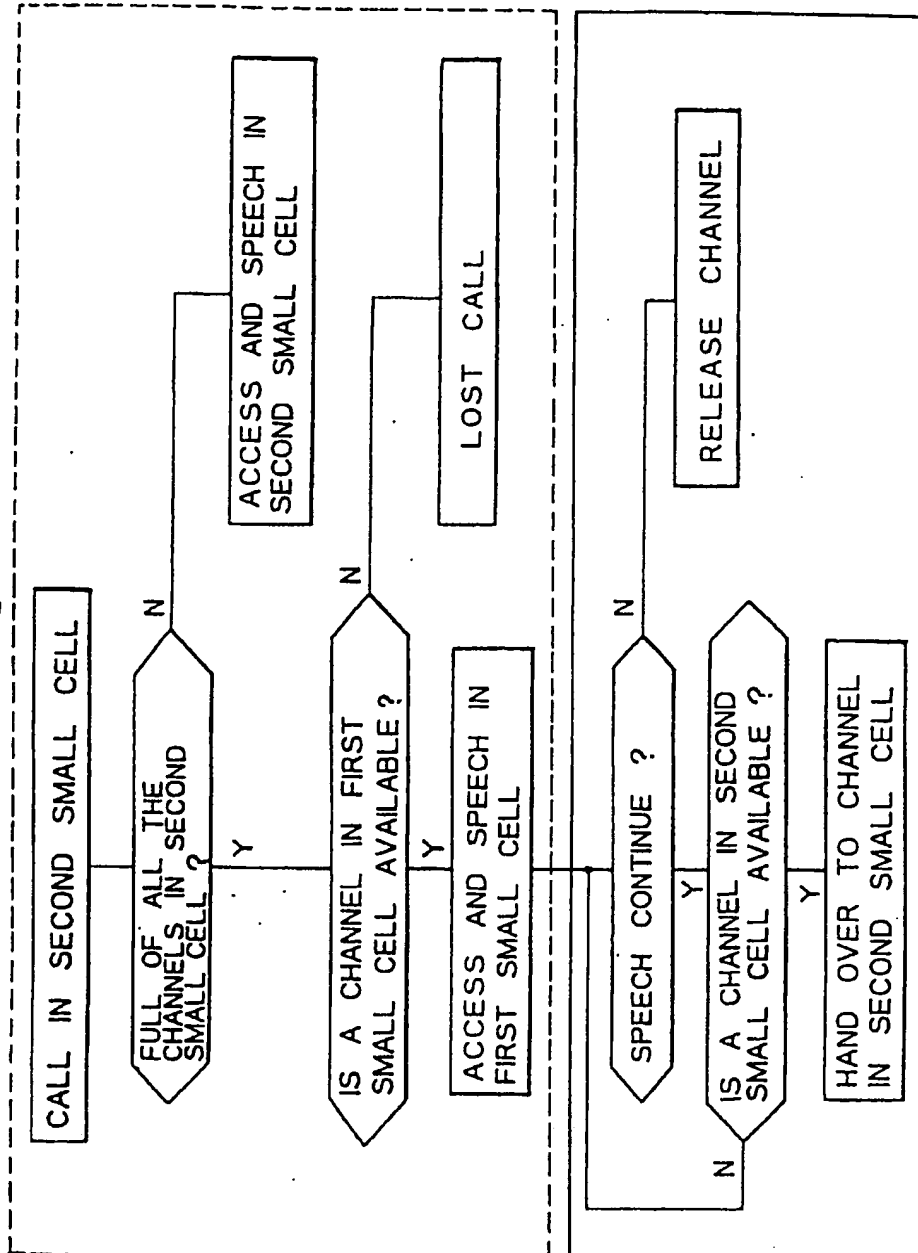 CALL IN SECOND SMALL CELL
FULL OF ALL THE
CHANNELS IN SECOND
SMALL CELL ?
N
ACCESS AND SPEECH IN
SECOND SMALL CELL
Y
IS A CHANNEL IN FIRST
SMALL CELL AVAILABLE ?
N
LOST CALL
Y
ACCESS AND SPEECH IN
FIRST SMALL CELL
SPEECH CONTINUE ?
N
RELEASE CHANNEL
Y
IS A CHANNEL IN SECOND
SMALL CELL AVAILABLE ?
N
Y
HAND OVER TO CHANNEL
IN SECOND SMALL CELL